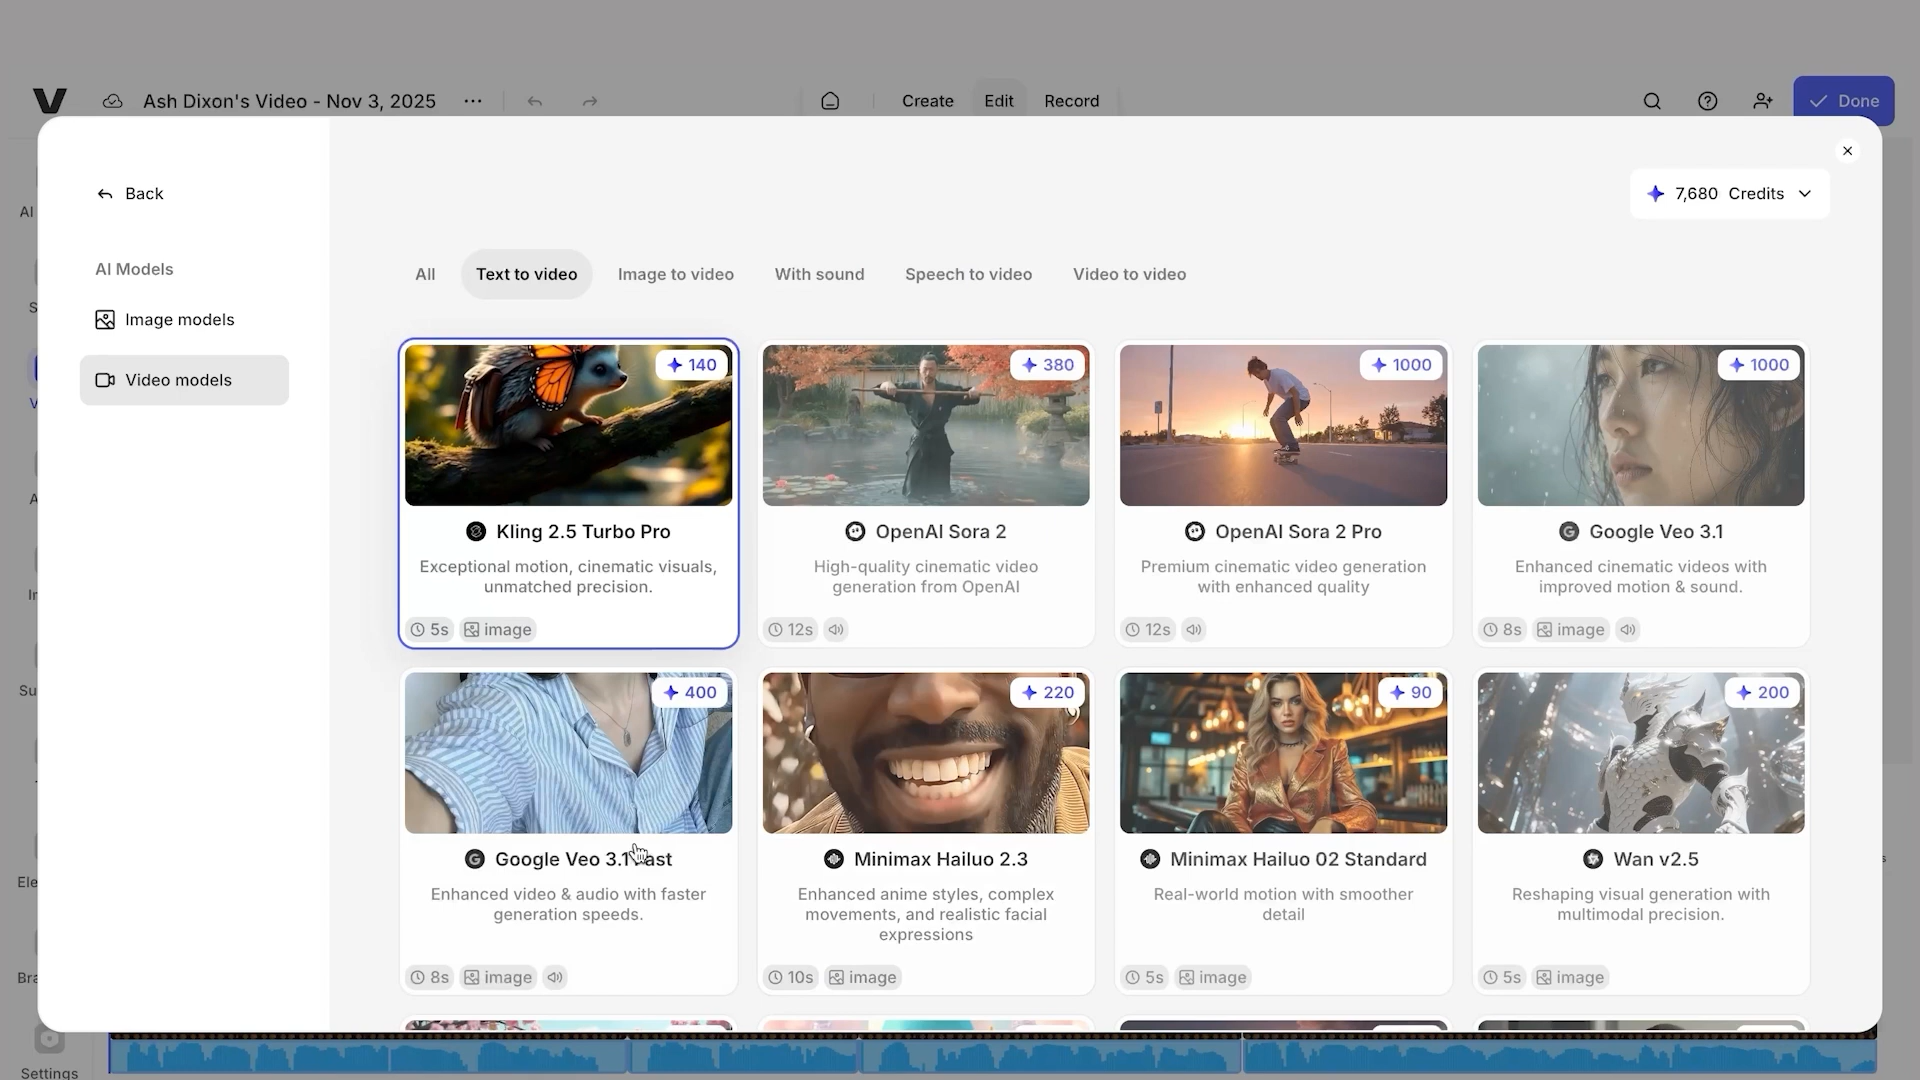 Ash Dixon's Video - Nov 3, 2025
Create
Edit
Record
Done
Back
7,680 Credits
AI
AI Models
All
Text to video
Image to video
With sound
Speech to video
Video to video
Image models
Video models
140
380
1000
1000
Kling 2.5 Turbo Pro
OpenAI Sora 2
OpenAI Sora 2 Pro
Google Veo 3.1
Exceptional motion, cinematic visuals,
unmatched precision.
High-quality cinematic video
generation from OpenAI
Premium cinematic video generation
with enhanced quality
Enhanced cinematic videos with
improved motion & sound.
5s
image
12s
12s
8s
image
400
220
90
200
Google Veo 3.1 Fast
Minimax Hailuo 2.3
Minimax Hailuo 02 Standard
Wan v2.5
Enhanced video & audio with faster
generation speeds.
Enhanced anime styles, complex
movements, and realistic facial
expressions
Real-world motion with smoother
detail
Reshaping visual generation with
multimodal precision.
8s
image
10s
image
5s
image
5s
image
Settings